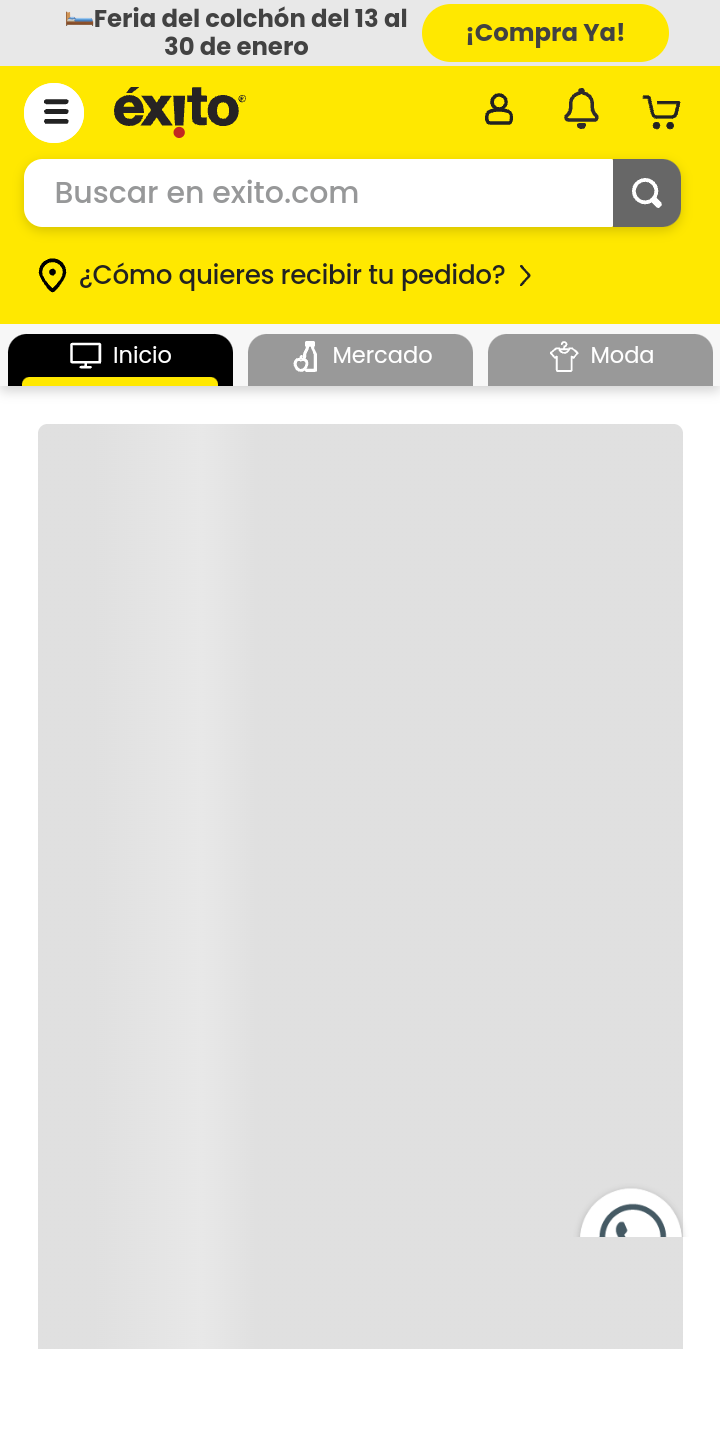 Feria del colchón del 13 al
30 de enero
¡Compra Ya!
éxito
Buscar en exito.com
¿Cómo quieres recibir tu pedido?
Inicio
Mercado
Moda